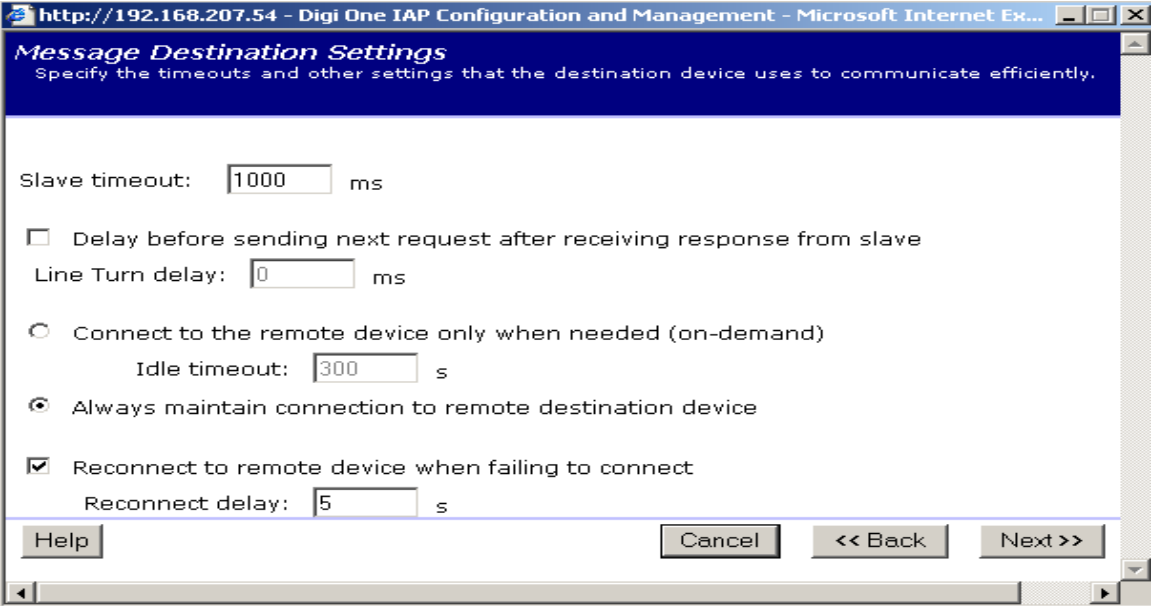 http://192.168.207.54 - Digi One IAP Configuration and Management - Microsoft Internet Ex...
Message Destination Settings
Specify the timeouts and other settings that the destination device uses to communicate efficiently.
Slave timeout: 1000 ms
Delay before sending next request after receiving response from slave
Line Turn delay: 0 ms
Connect to the remote device only when needed (on-demand)
Idle timeout: 300 s
Always maintain connection to remote destination device
Reconnect to remote device when failing to connect
Reconnect delay: 5 s
Help Cancel << Back Next >>